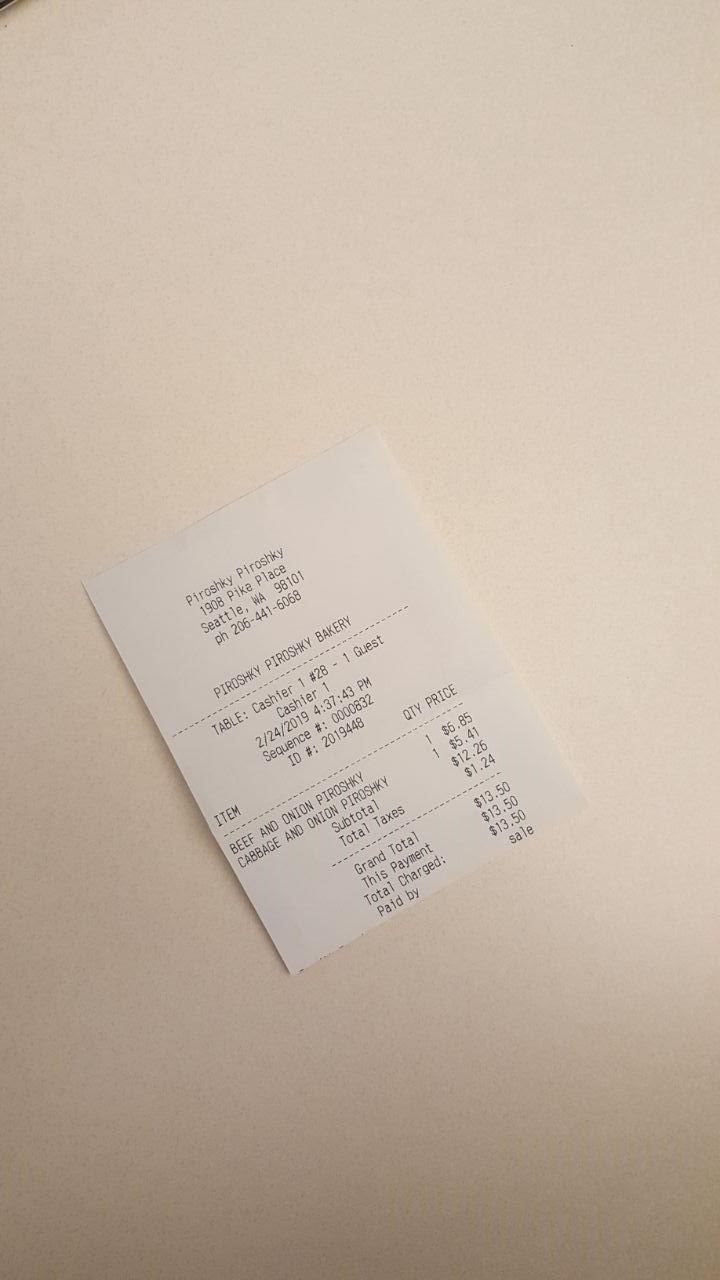 Piroshky Piroshky
1908 Pike Place
Seattle, WA 98101
ph 206-441-6068
PIROSHKY PIROSHKY BAKERY
TABLE: Cashier 1 #28 - 1 Guest
Cashier 1
2/24/2019 4:37:43 PM
Sequence #: 0000832
ID #: 2019448
ITEM QTY PRICE
BEEF AND ONION PIROSHKY 1 $6.85
CABBAGE AND ONION PIROSHKY 1 $5.41
Subtotal $12.26
Total Taxes $1.24
Grand Total $13.50
This Payment $13.50
Total Charged: $13.50
Paid by sale